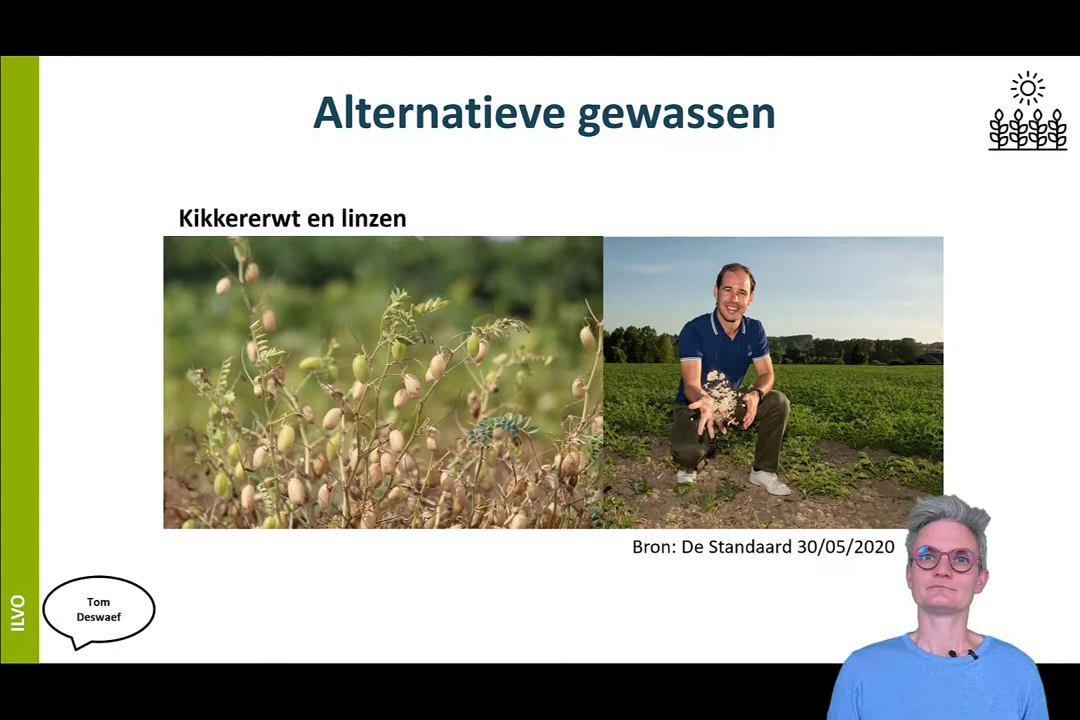 Alternatieve gewassen
Kikkererwt en linzen
Bron: De Standaard 30/05/2020
ILVO
Tom
Deswaef